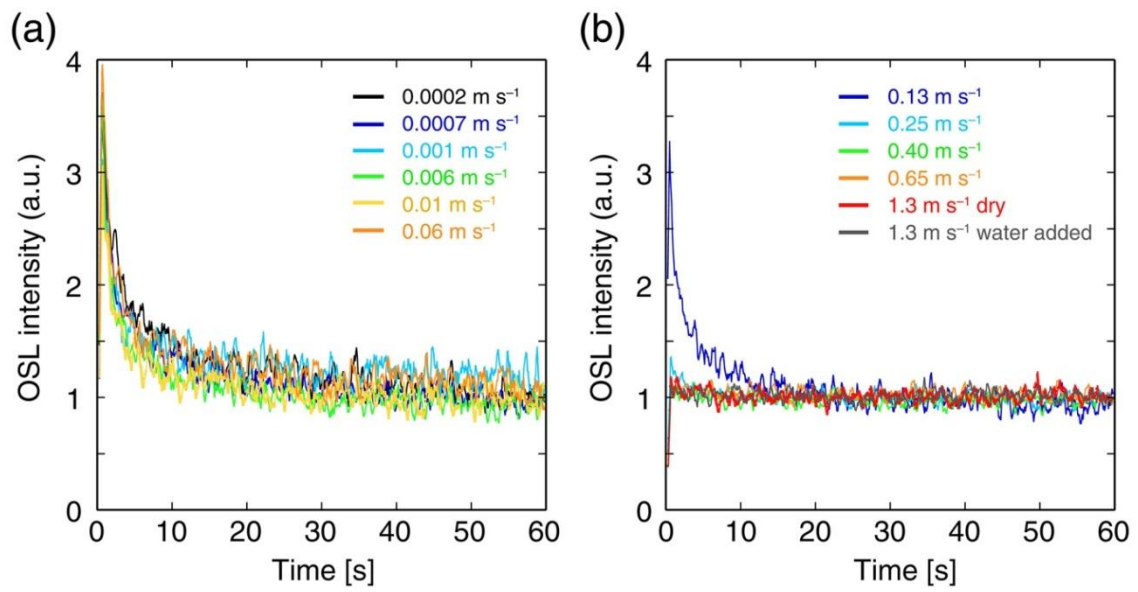 (a)
OSL intensity (a.u.)
4
3
2
1
0
0.0002 m s⁻¹
0.0007 m s⁻¹
0.001 m s⁻¹
0.006 m s⁻¹
0.01 m s⁻¹
0.06 m s⁻¹
0 10 20 30 40 50 60
Time [s]
(b)
OSL intensity (a.u.)
4
3
2
1
0
0.13 m s⁻¹
0.25 m s⁻¹
0.40 m s⁻¹
0.65 m s⁻¹
1.3 m s⁻¹ dry
1.3 m s⁻¹ water added
0 10 20 30 40 50 60
Time [s]